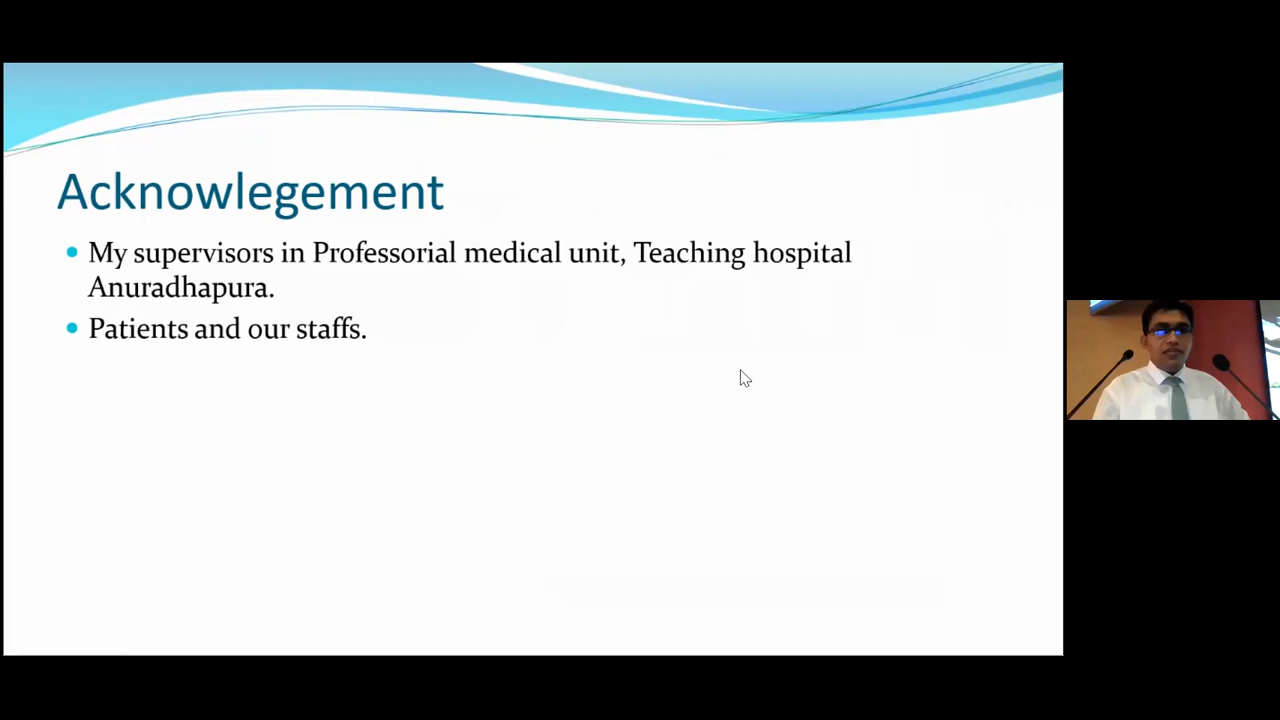 Acknowlegement
My supervisors in Professorial medical unit, Teaching hospital
Anuradhapura.
Patients and our staffs.